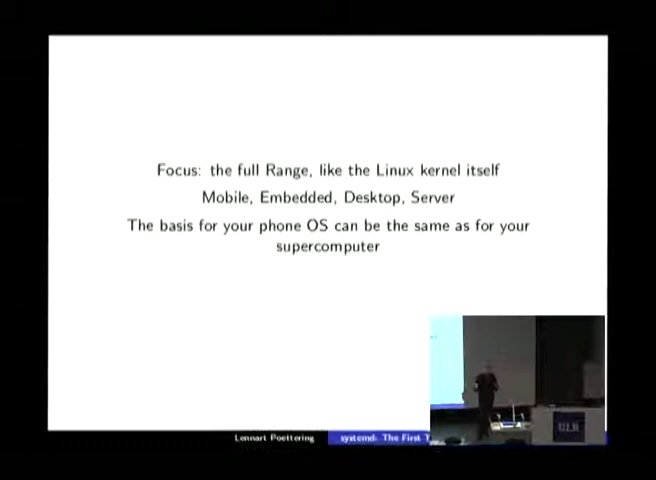 Focus: the full Range, like the Linux kernel itself
Mobile, Embedded, Desktop, Server
The basis for your phone OS can be the same as for your
supercomputer
ULB
Lennart Poettering
systemd: The First